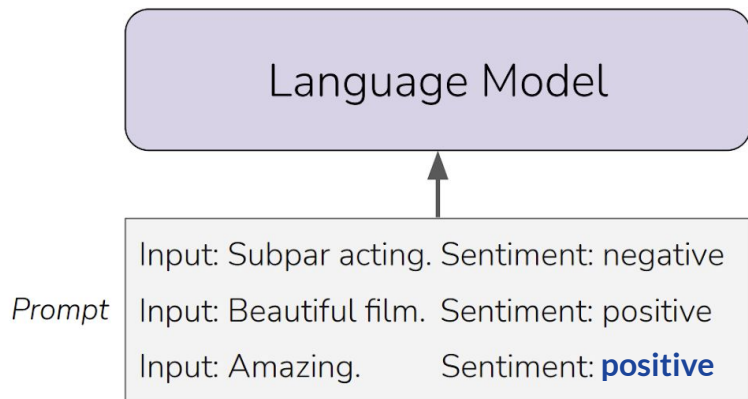 Language Model
Input: Subpar acting. Sentiment: negative
Prompt
Input: Beautiful film. Sentiment: positive
Input: Amazing. Sentiment: positive